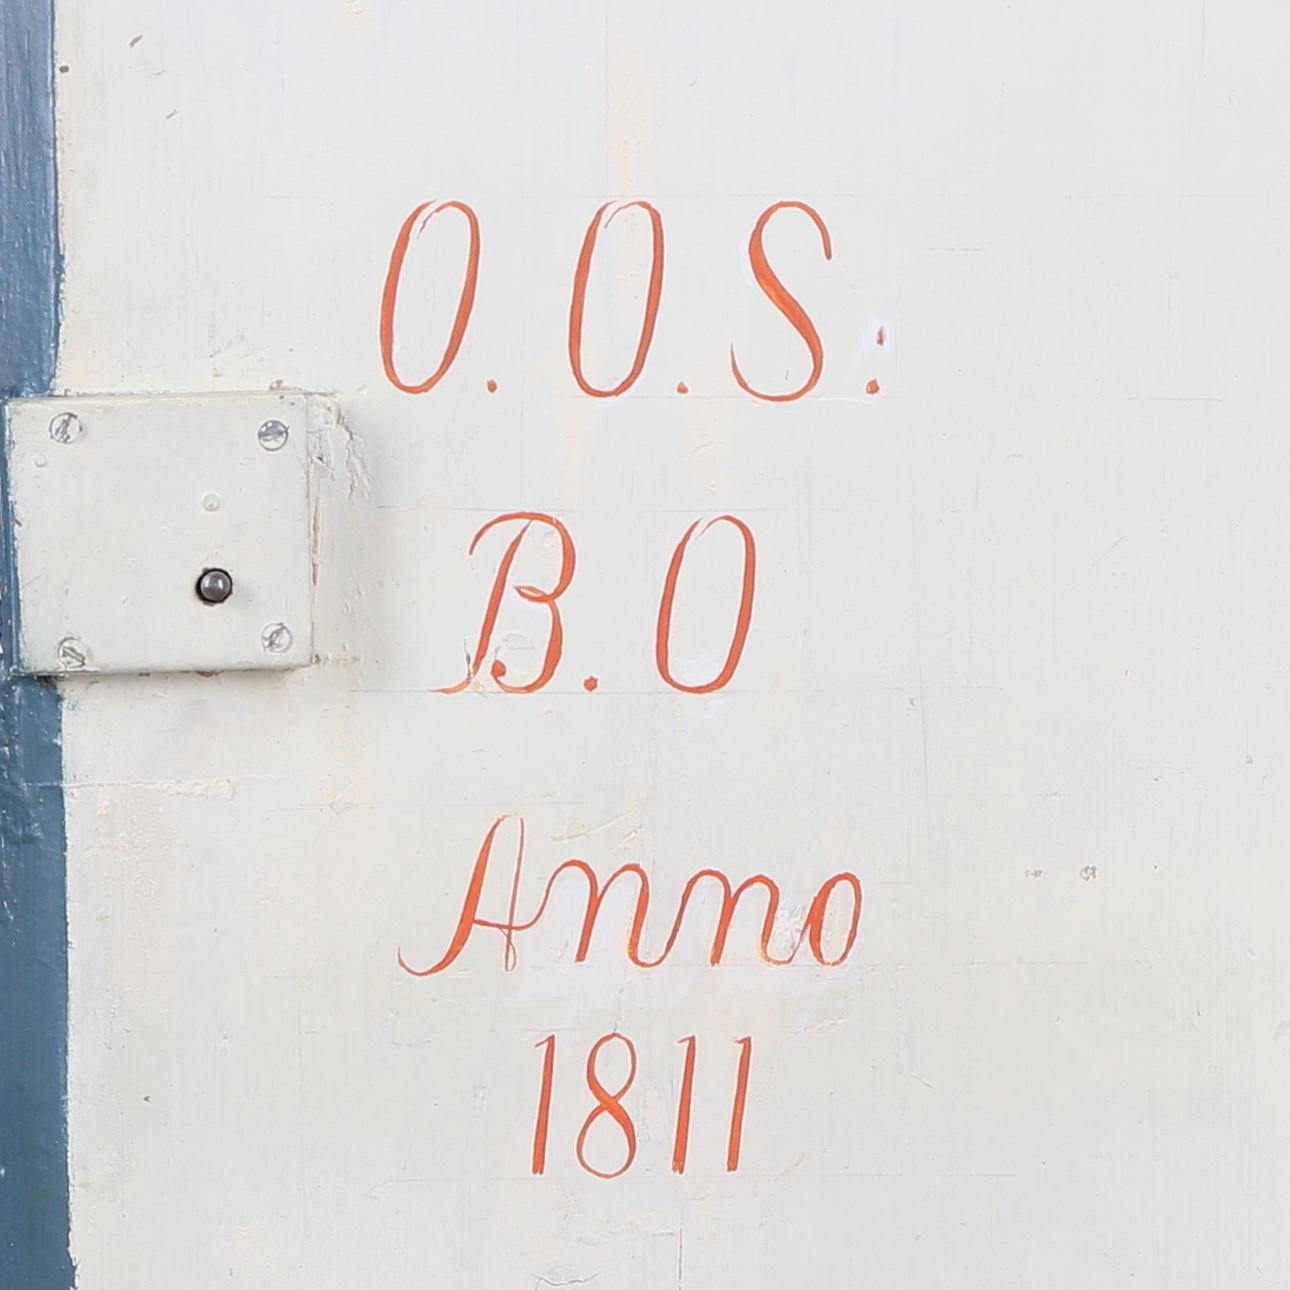 O. O. S:
B. O
Anno
1811